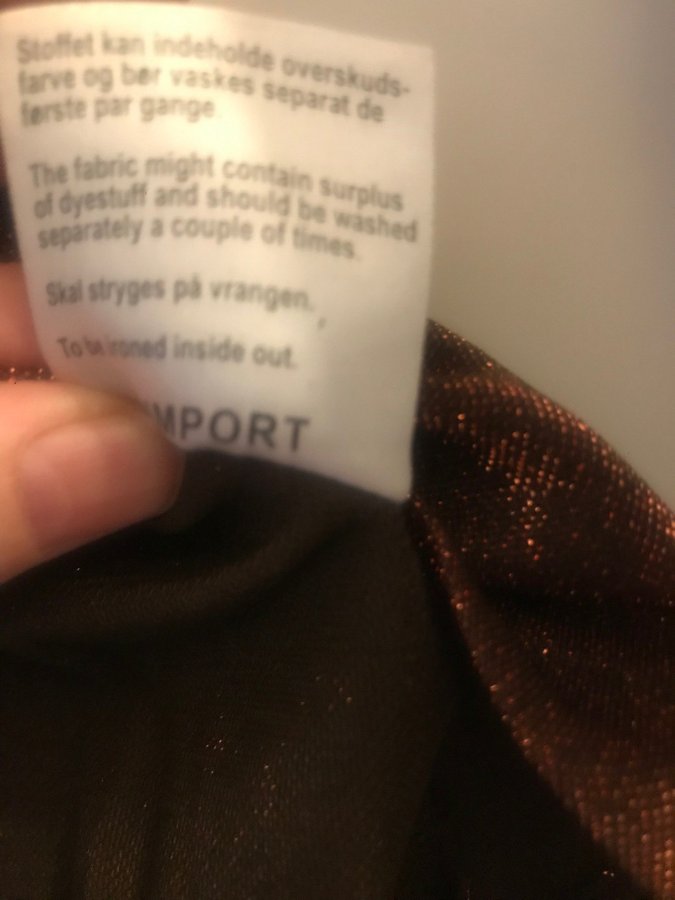 Stoffet kan indeholde overskuds-
farve og bør vaskes separat de
første par gange
The fabric might contain surplus
of dyestuff and should be washed
separately a couple of times.
Skal stryges på vrangen.
To be ironed inside out.
MPORT